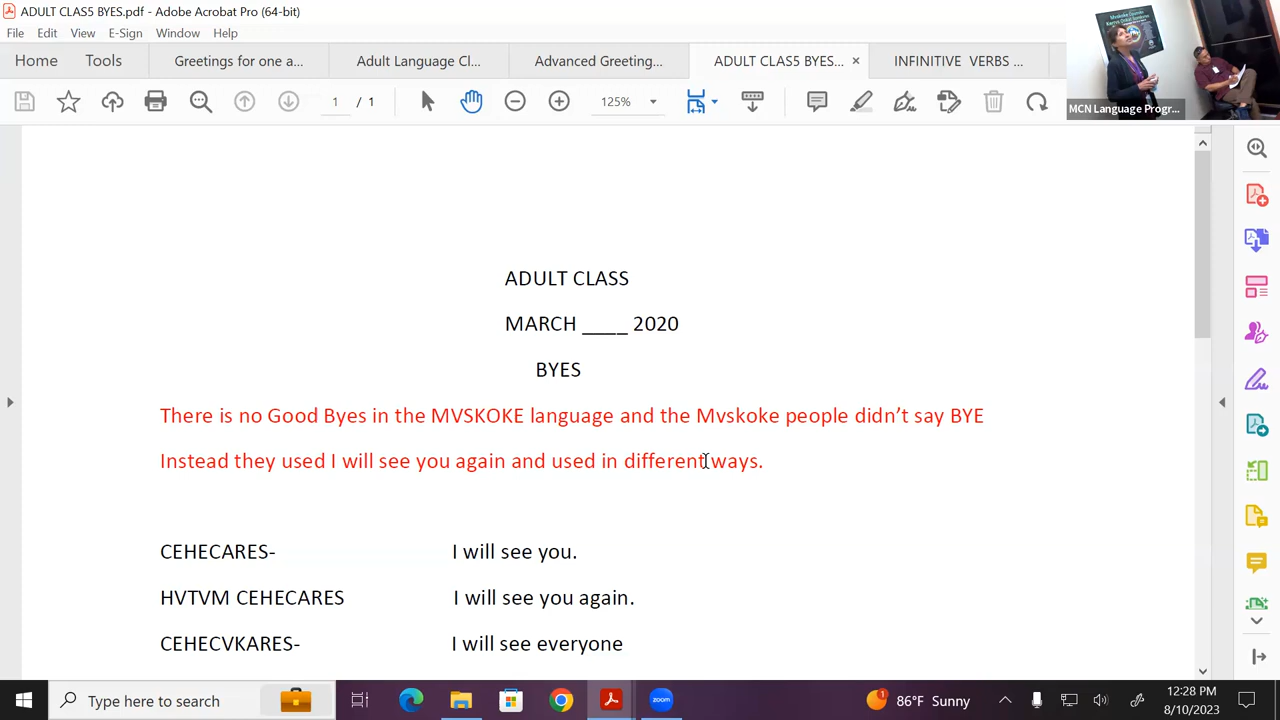 ADULT CLASS5 BYES.pdf - Adobe Acrobat Pro (64-bit)
File Edit View E-Sign Window Help
Home Tools Greetings for one a... Adult Language Cl... Advanced Greeting... ADULT CLAS5 BYES... × INFINITIVE VERBS ...
1 / 1 125%
MCN Language Progr...
ADULT CLASS
MARCH ____ 2020
BYES
There is no Good Byes in the MVSKOKE language and the Mvskoke people didn't say BYE
Instead they used I will see you again and used in different ways.
CEHECARES- I will see you.
HVTVM CEHECARES I will see you again.
CEHECVKARES- I will see everyone
Type here to search
zoom
1
86°F Sunny
12:28 PM
8/10/2023